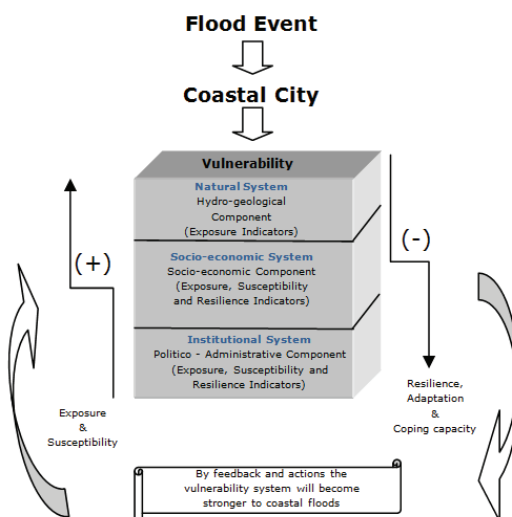 Flood Event
Coastal City
Vulnerability
Natural System
Hydro-geological
Component
(Exposure Indicators)
Socio-economic System
Socio-economic Component
(Exposure, Susceptibility
and Resilience Indicators)
Institutional System
Politico - Administrative Component
(Exposure, Susceptibility and
Resilience Indicators)
(+)
Exposure
&
Susceptibility
(-)
Resilience,
Adaptation
&
Coping capacity
By feedback and actions the
vulnerability system will become
stronger to coastal floods